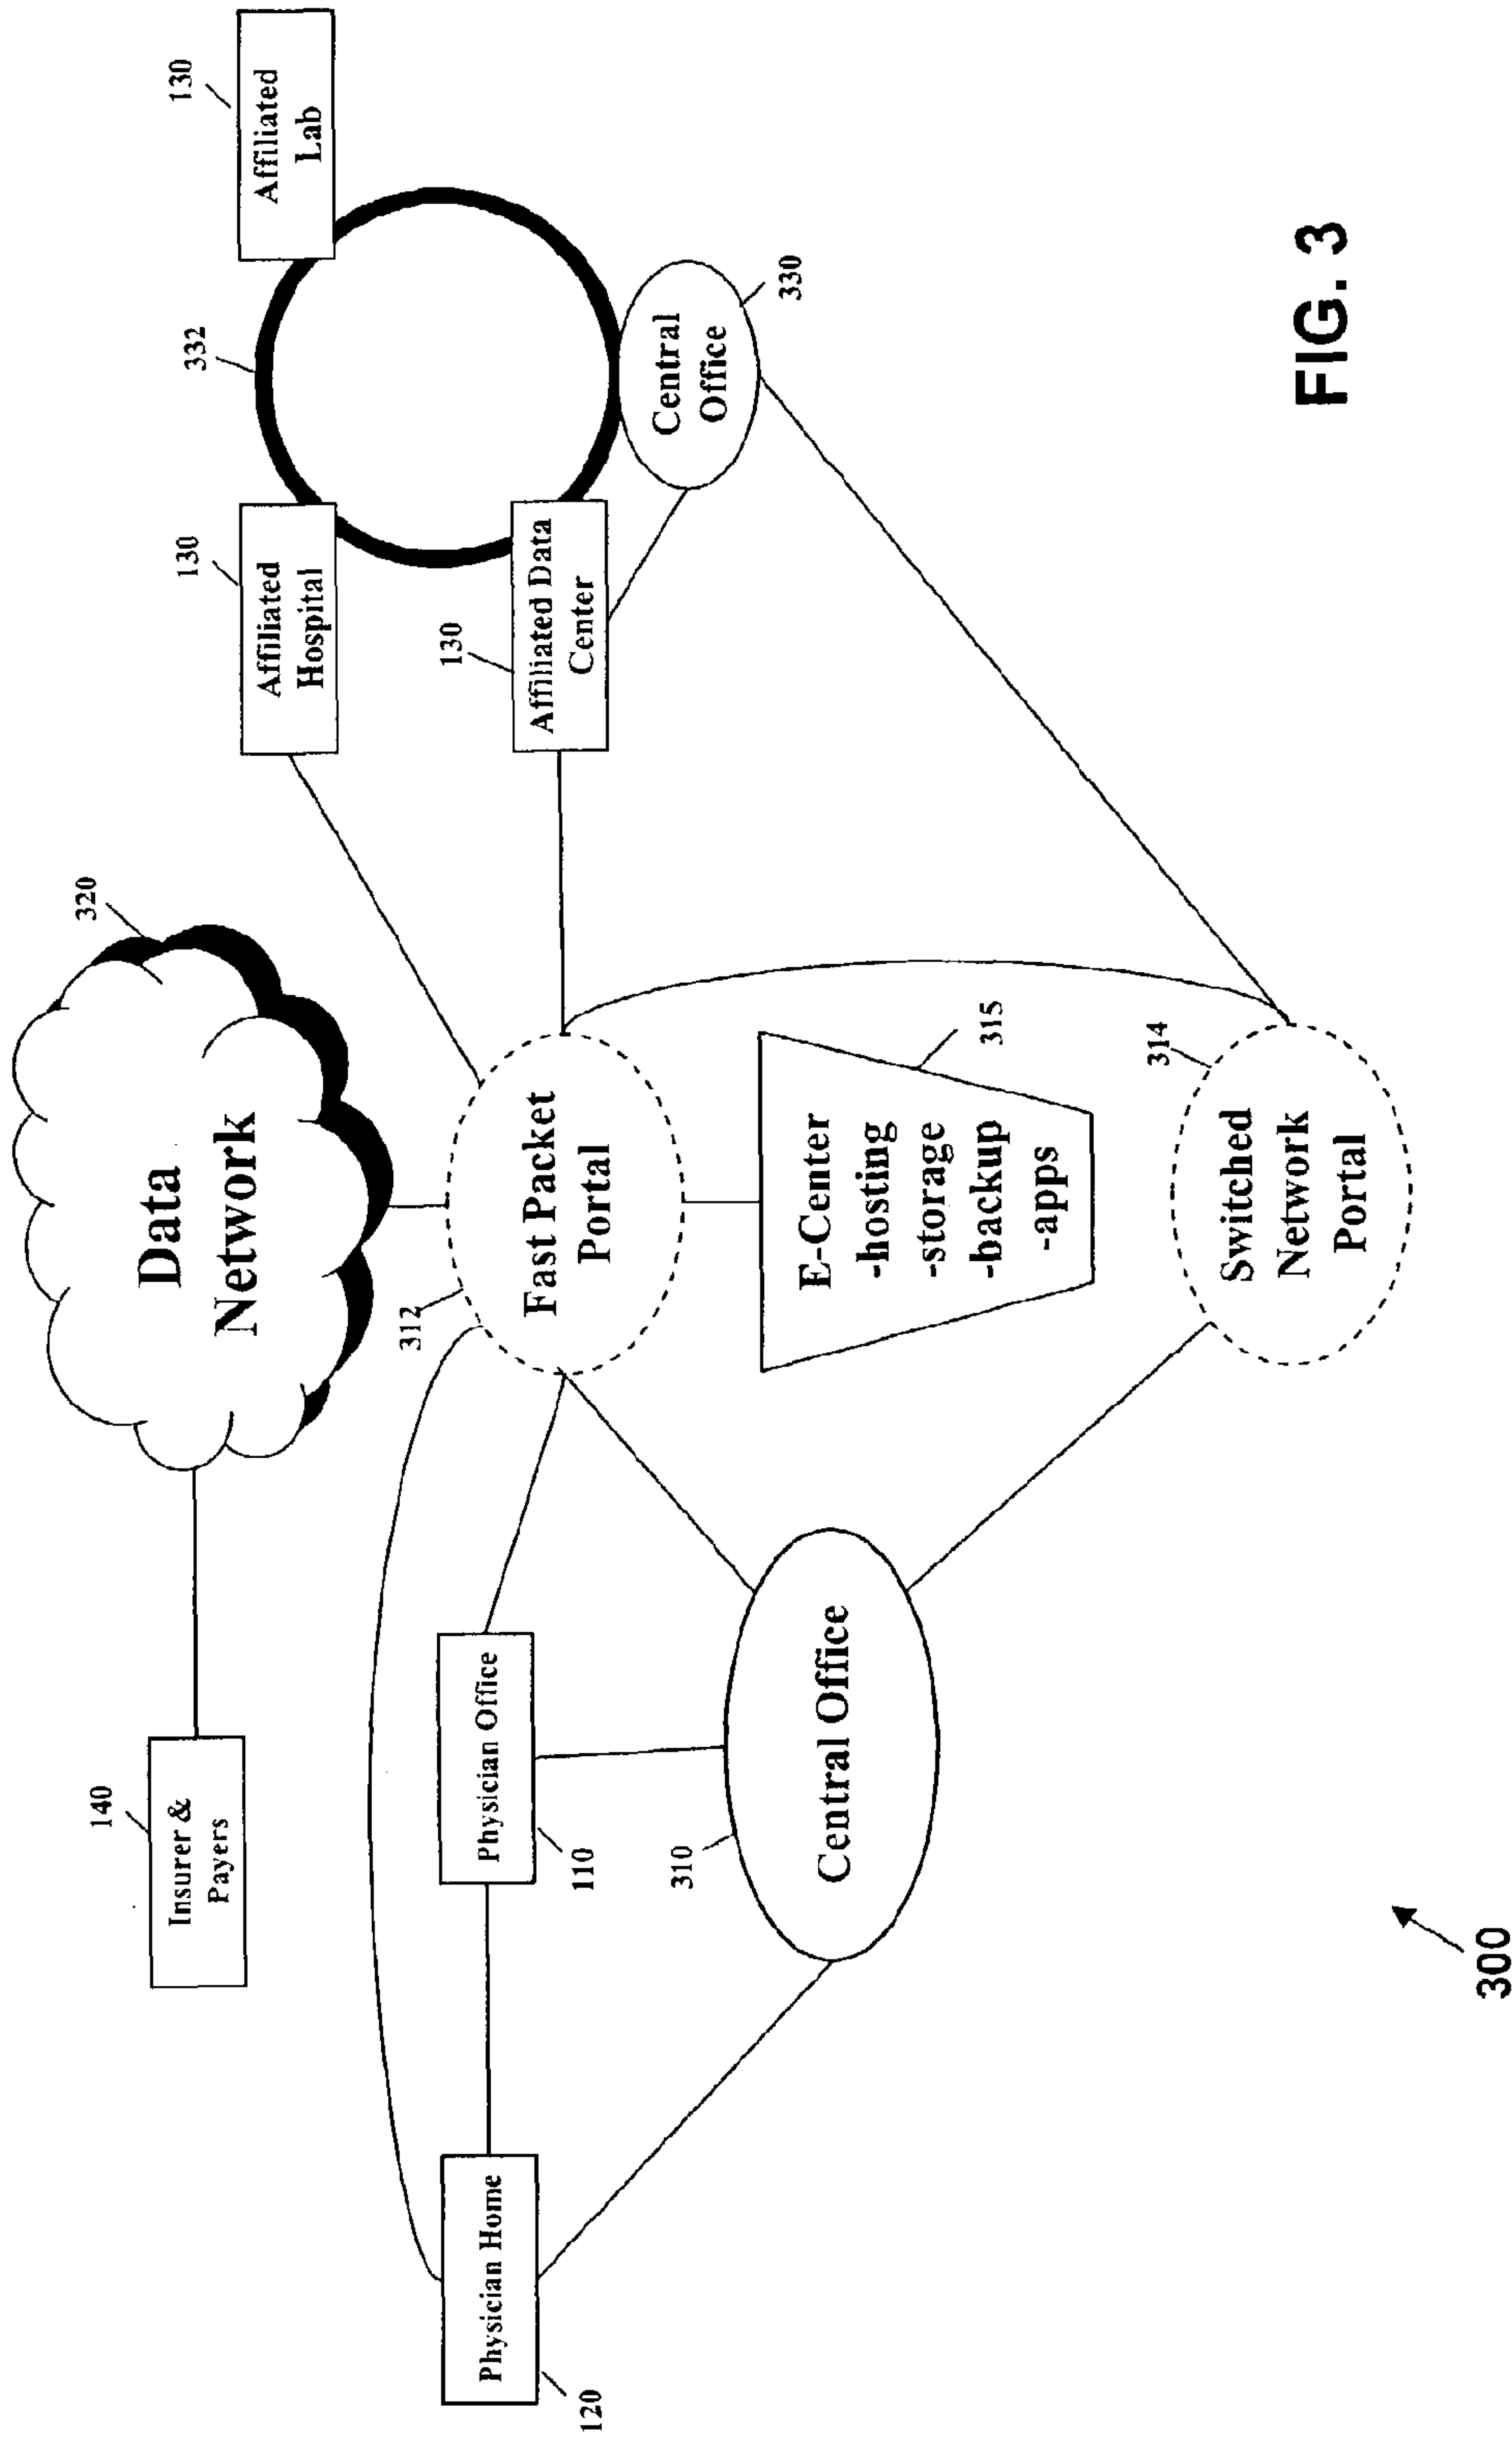 320
Data
Network
140
Insurer &
Payers
332
130
Affiliated
Lab
130
Affiliated
Hospital
130
Affiliated Data
Center
Central
Office
330
312
Fast Packet
Portal
Physician Home
120
Physician Office
110
310
Central Office
E-Center
-hosting
-storage
-backup
-apps
315
314
Switched
Network
Portal
300
FIG. 3